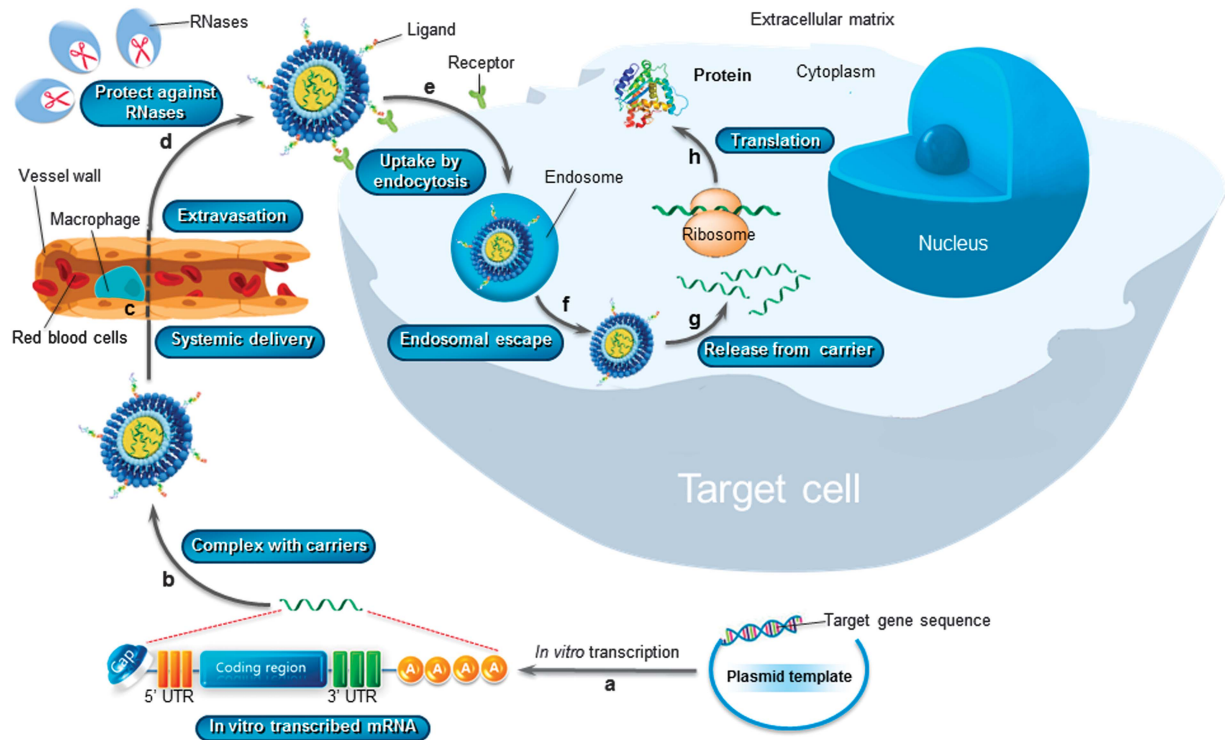 RNases
Ligand
Extracellular matrix
Receptor
Protein
Cytoplasm
Protect against
RNases
e
d
Translation
h
Uptake by
endocytosis
Vessel wall
Endosome
Macrophage
Extravasation
Ribosome
Nucleus
c
f
g
Red blood cells
Systemic delivery
Endosomal escape
Release from carrier
Target cell
Complex with carriers
b
Target gene sequence
In vitro transcription
a
Plasmid template
Cap
Coding region
A A A A
5' UTR
3' UTR
In vitro transcribed mRNA